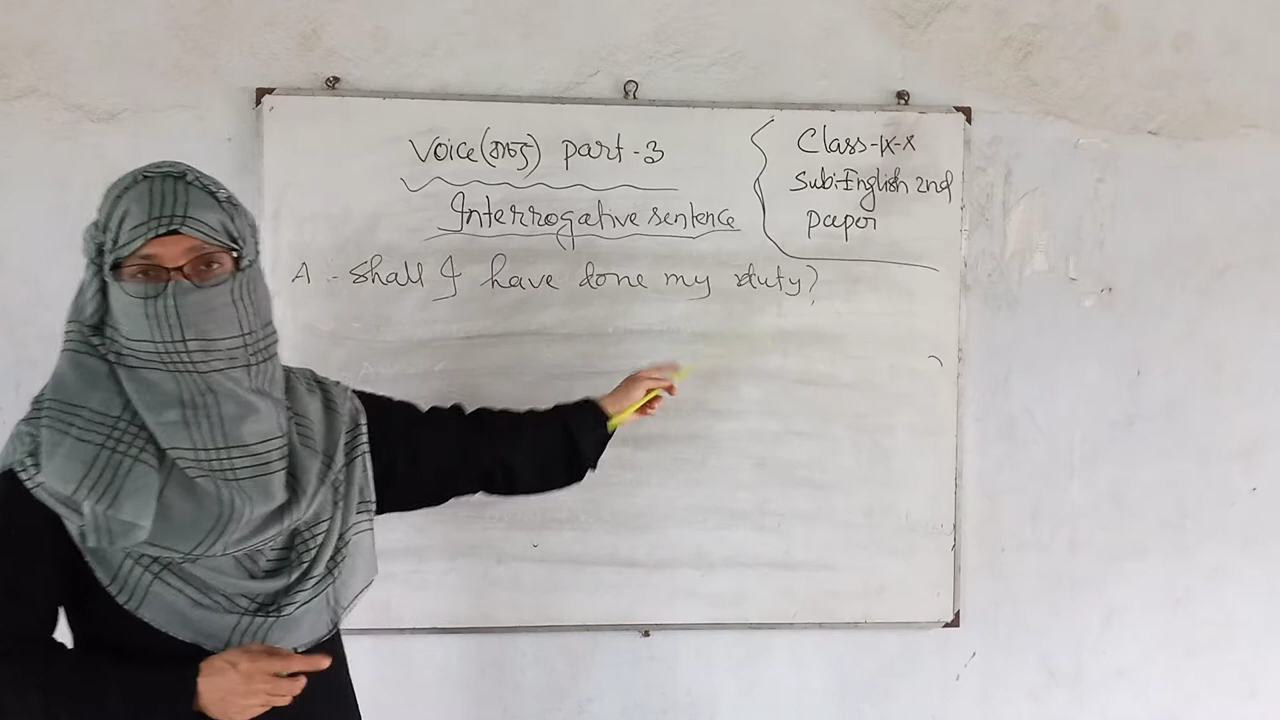 Voice(বাচ্য) part-3
Interrogative sentence
Class-IX-X
Sub:-English 2nd
paper
A :- Shall I have done my duty?